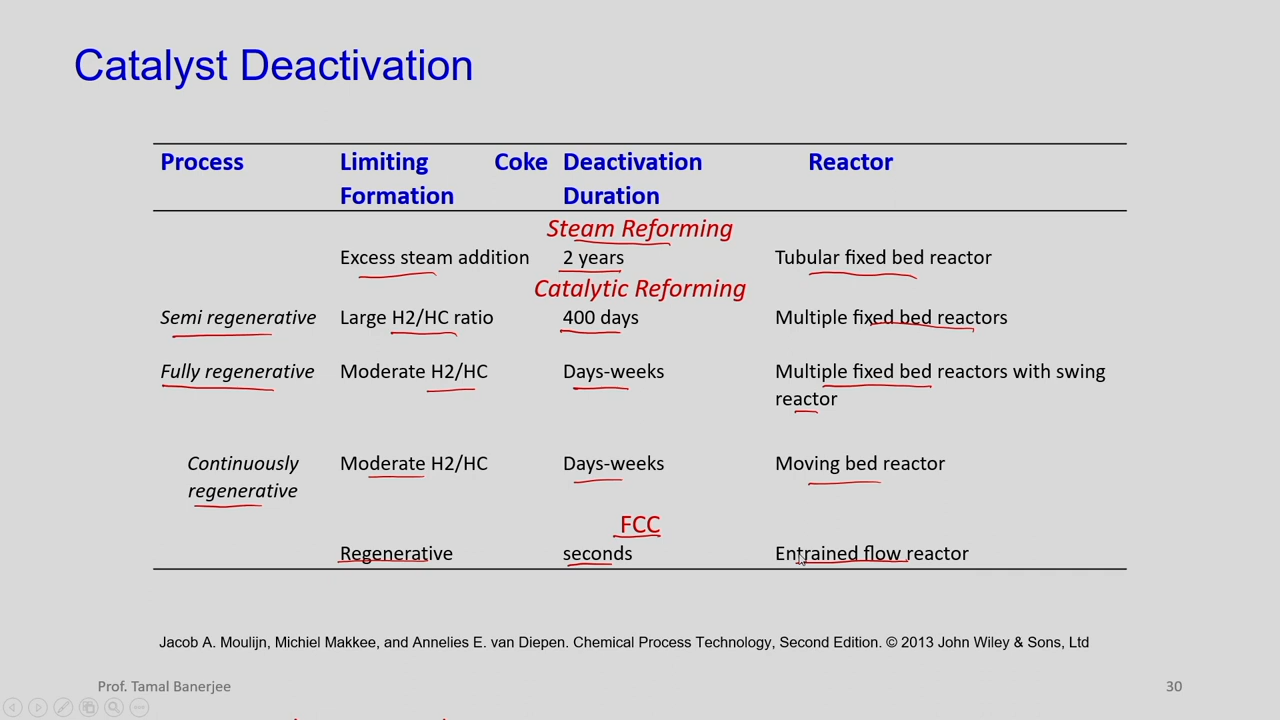 Catalyst Deactivation
Process Limiting Coke Deactivation Reactor
Formation Duration
Steam Reforming
Excess steam addition 2 years Tubular fixed bed reactor
Catalytic Reforming
Semi regenerative Large H2/HC ratio 400 days Multiple fixed bed reactors
Fully regenerative Moderate H2/HC Days-weeks Multiple fixed bed reactors with swing
reactor
Continuously Moderate H2/HC Days-weeks Moving bed reactor
regenerative
FCC
Regenerative seconds Entrained flow reactor
Jacob A. Moulijn, Michiel Makkee, and Annelies E. van Diepen. Chemical Process Technology, Second Edition. © 2013 John Wiley & Sons, Ltd
Prof. Tamal Banerjee 30